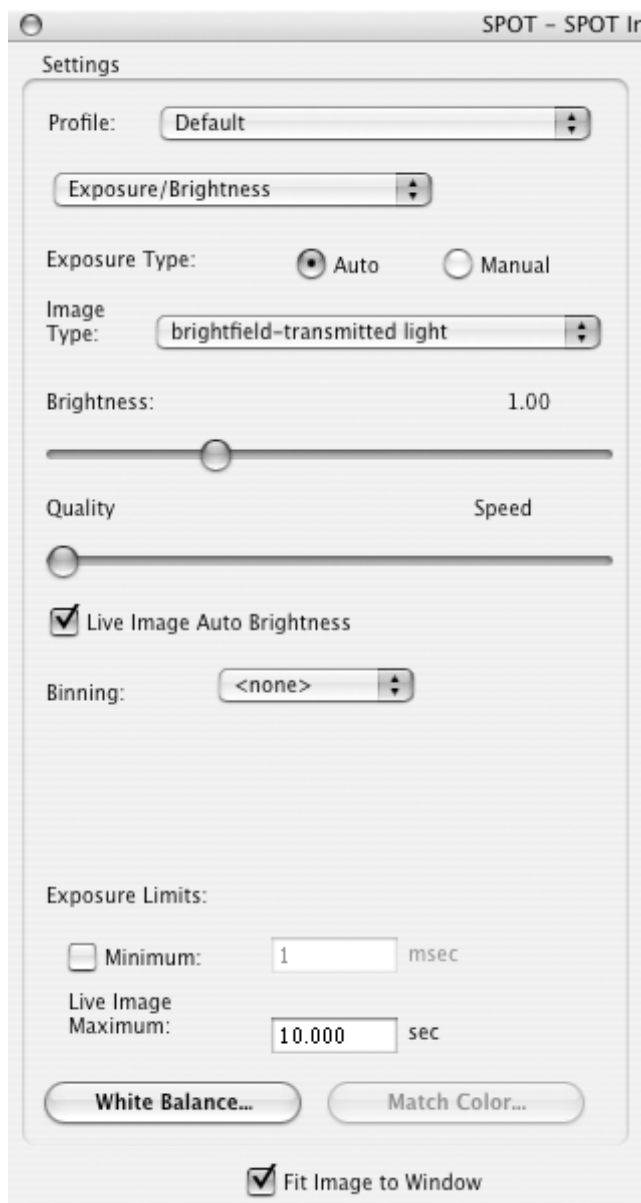 SPOT – SPOT
Settings
Profile: Default
Exposure/Brightness
Exposure Type: Auto Manual
Image
Type: brightfield–transmitted light
Brightness: 1.00
Quality Speed
Live Image Auto Brightness
Binning: <none>
Exposure Limits:
Minimum: 1 msec
Live Image
Maximum: 10.000 sec
White Balance... Match Color...
Fit Image to Window